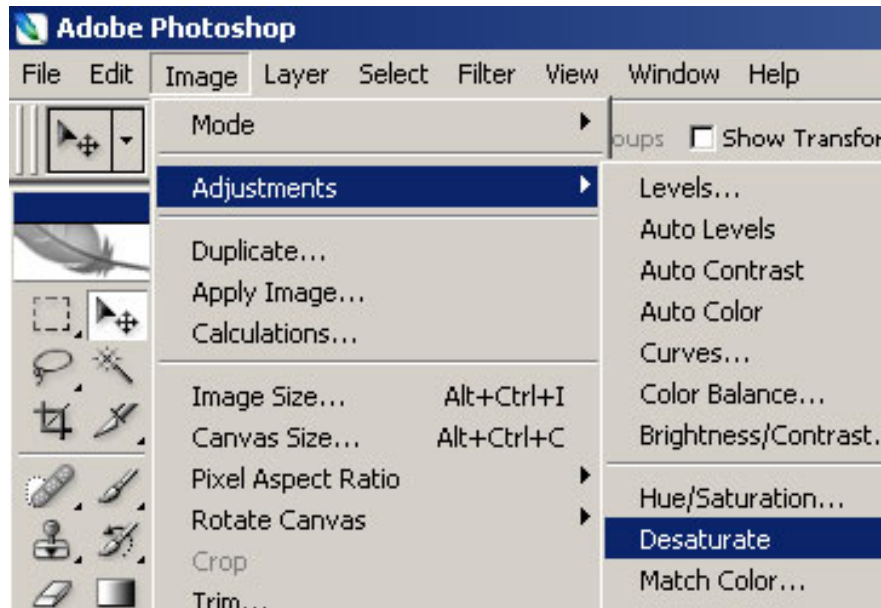 Adobe Photoshop
File Edit Image Layer Select Filter View Window Help
oups Show Transfor
Mode
Adjustments
Duplicate...
Apply Image...
Calculations...
Image Size... Alt+Ctrl+I
Canvas Size... Alt+Ctrl+C
Pixel Aspect Ratio
Rotate Canvas
Crop
Trim...
Levels...
Auto Levels
Auto Contrast
Auto Color
Curves...
Color Balance...
Brightness/Contrast.
Hue/Saturation...
Desaturate
Match Color...